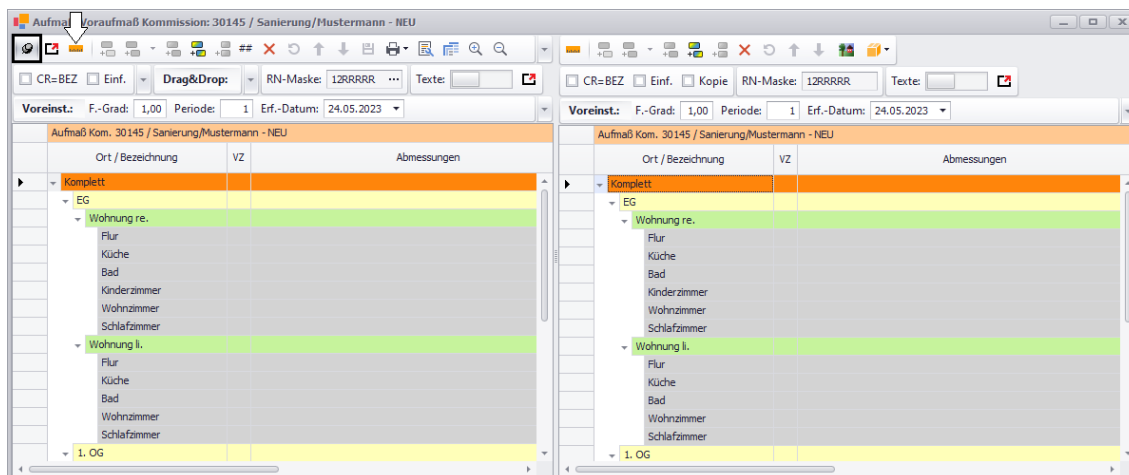 Aufmaß Voraufmaß Kommission: 30145 / Sanierung/Mustermann - NEU
##
CR=BEZ Einf. Drag&Drop: RN-Maske: 12RRRRR ... Texte:
Voreinst.: F.-Grad: 1,00 Periode: 1 Erf.-Datum: 24.05.2023
Aufmaß Kom. 30145 / Sanierung/Mustermann - NEU
Ort / Bezeichnung VZ Abmessungen
Komplett
EG
Wohnung re.
Flur
Küche
Bad
Kinderzimmer
Wohnzimmer
Schlafzimmer
Wohnung li.
Flur
Küche
Bad
Wohnzimmer
Schlafzimmer
1. OG
CR=BEZ Einf. Kopie RN-Maske: 12RRRRR Texte:
Voreinst.: F.-Grad: 1,00 Periode: 1 Erf.-Datum: 24.05.2023
Aufmaß Kom. 30145 / Sanierung/Mustermann - NEU
Ort / Bezeichnung VZ Abmessungen
Komplett
EG
Wohnung re.
Flur
Küche
Bad
Kinderzimmer
Wohnzimmer
Schlafzimmer
Wohnung li.
Flur
Küche
Bad
Wohnzimmer
Schlafzimmer
1. OG